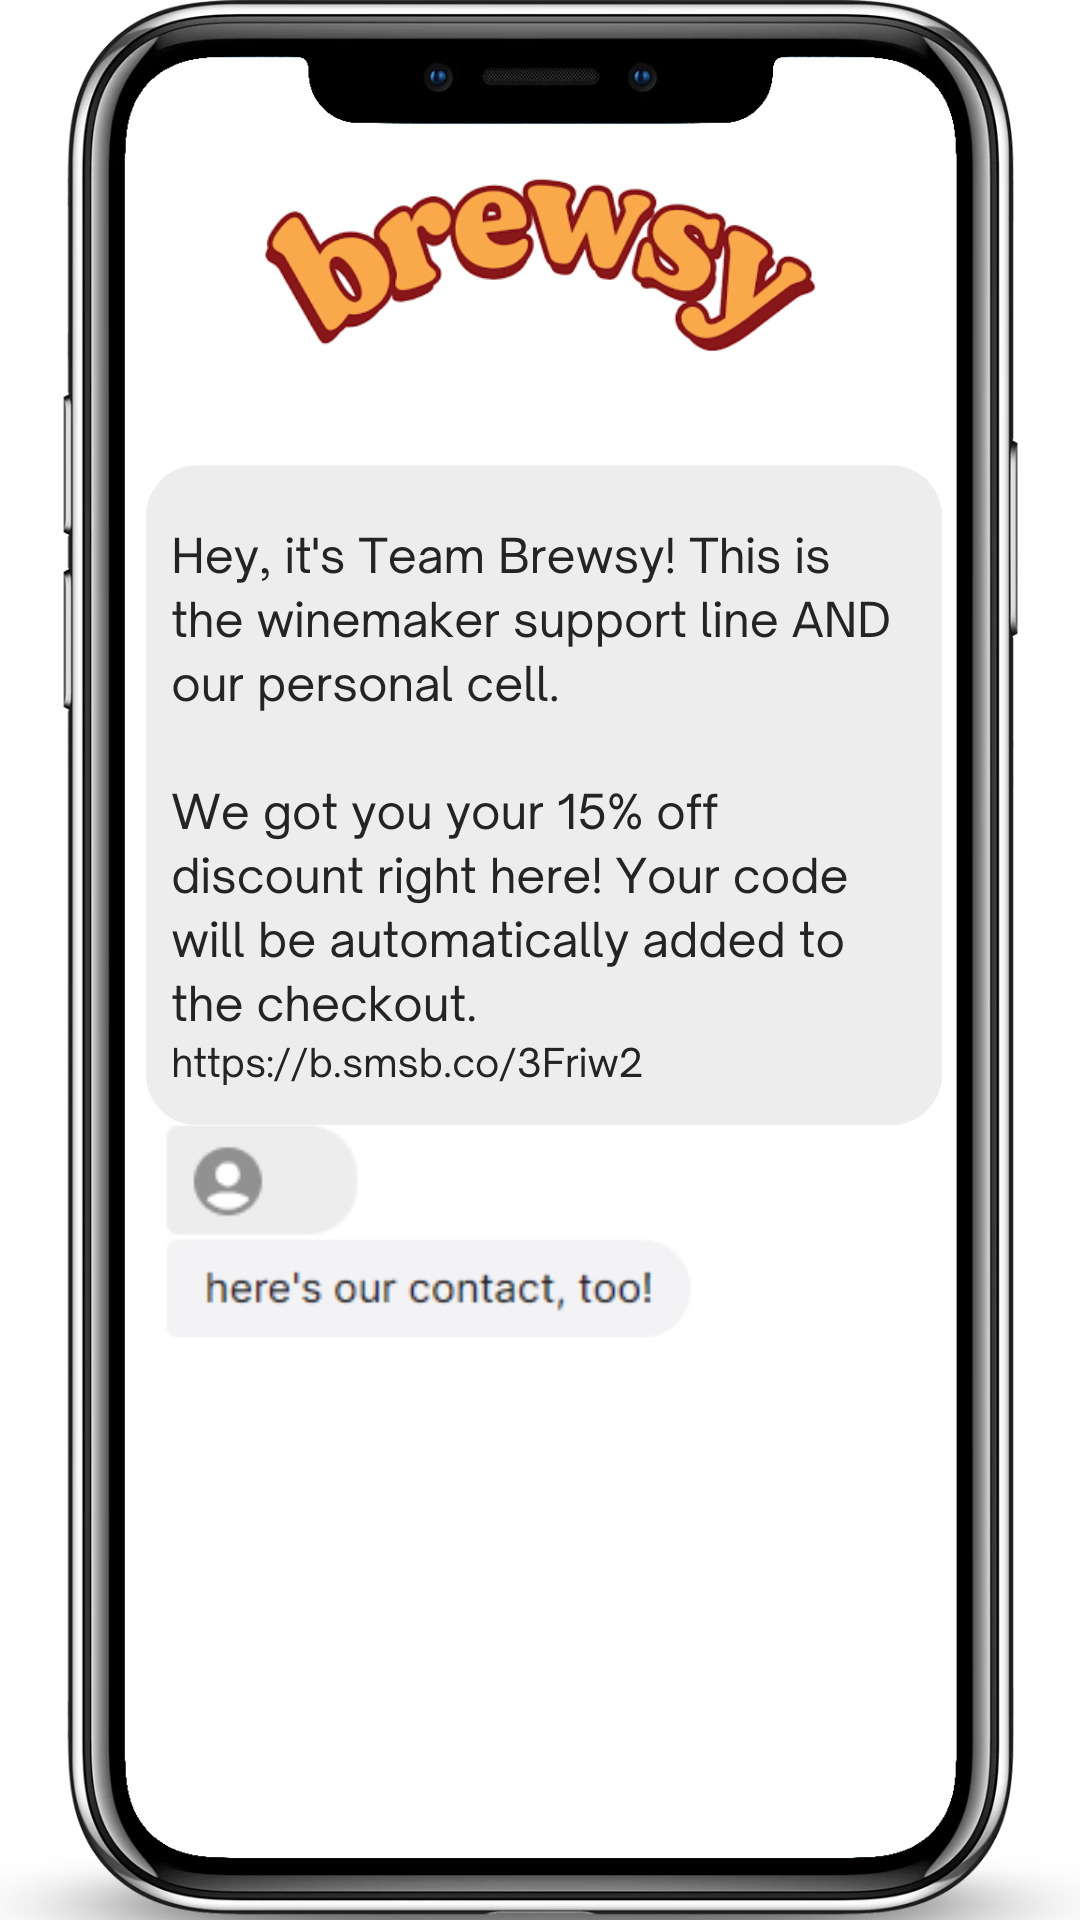 brewsy
Hey, it's Team Brewsy! This is
the winemaker support line AND
our personal cell.
We got you your 15% off
discount right here! Your code
will be automatically added to
the checkout.
https://b.smsb.co/3Friw2
here's our contact, too!